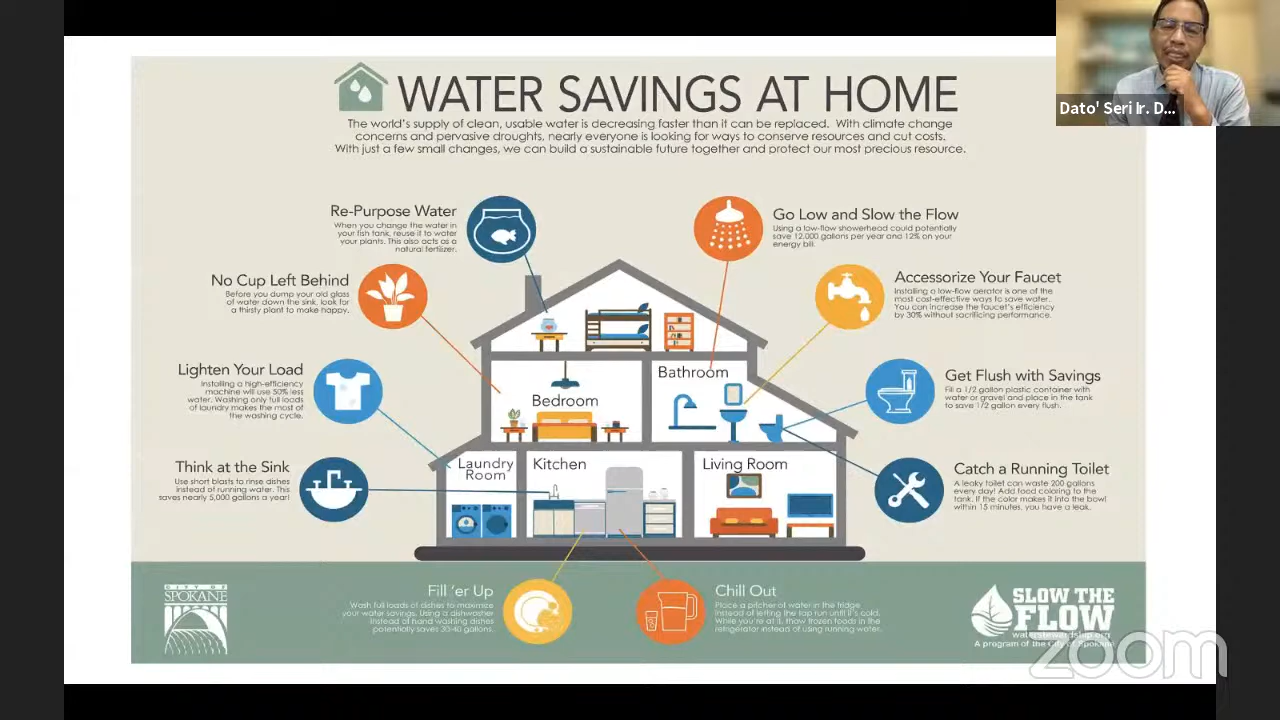 Dato' Seri Ir. D...
WATER SAVINGS AT HOME
The world's supply of clean, usable water is decreasing faster than it can be replaced. With climate change
concerns and pervasive droughts, nearly everyone is looking for ways to conserve resources and cut costs.
With just a few small changes, we can build a sustainable future together and protect our most precious resource.
Re-Purpose Water
When you change the water in
your fish tank, reuse it to water
your plants. This also acts as a
natural fertilizer.
Go Low and Slow the Flow
Using a low-flow showerhead could potentially
save 12,000 gallons per year and 12% on your
energy bill.
No Cup Left Behind
Before you dump your old glass
of water down the sink, look for
a thirsty plant to make happy.
Accessorize Your Faucet
Installing a low-flow aerator is one of the
most cost-effective ways to save water.
You can increase the faucet's efficiency
by 30% without sacrificing performance.
Lighten Your Load
Installing a high-efficiency
machine will use 50% less
water. Washing only full loads
of laundry makes the most of
the washing cycle.
Get Flush with Savings
Fill a 1/2 gallon plastic container with
water or gravel and place in the tank
to save 1/2 gallon every flush.
Think at the Sink
Use short blasts to rinse dishes
instead of running water. This
saves nearly 5,000 gallons a year!
Catch a Running Toilet
A leaky toilet can waste 200 gallons
every day! Add food coloring to the
tank. If the color makes it into the bowl
within 15 minutes, you have a leak.
Bathroom
Bedroom
Laundry
Room
Kitchen
Living Room
Fill 'er Up
Wash full loads of dishes to maximize
your water savings. Using a dishwasher
instead of hand washing dishes
potentially saves 30-40 gallons.
Chill Out
Place a pitcher of water in the fridge
instead of letting the tap run until it's cold.
While you're at it, thaw frozen foods in the
refrigerator instead of using running water.
CITY OF
SPOKANE
SLOW THE
FLOW
waterstewardship.org
A program of the City of Spokane
zoom